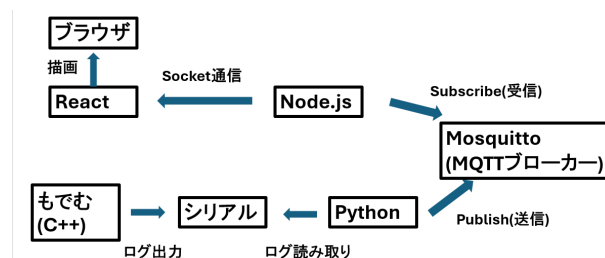 ブラウザ
描画
Socket通信
React
Node.js
Subscribe(受信)
Mosquitto
(MQTTブローカー)
もでむ
(C++)
シリアル
Python
Publish(送信)
ログ出力
ログ読み取り